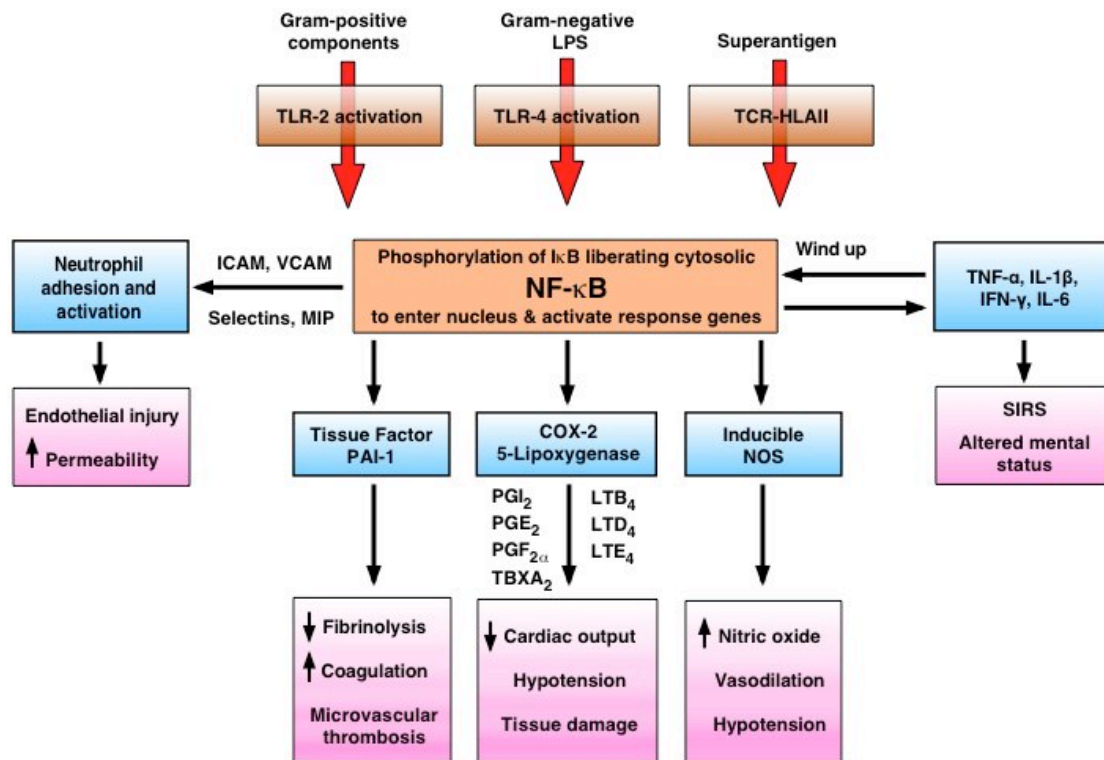 Gram-positive
components
Gram-negative
LPS
Superantigen
TLR-2 activation
TLR-4 activation
TCR-HLAII
Neutrophil
adhesion and
activation
ICAM, VCAM
Selectins, MIP
Phosphorylation of IκB liberating cytosolic
NF-κB
to enter nucleus & activate response genes
Wind up
TNF-α, IL-1β,
IFN-γ, IL-6
Endothelial injury
Permeability
Tissue Factor
PAI-1
COX-2
5-Lipoxygenase
Inducible
NOS
SIRS
Altered mental
status
PGI₂
PGE₂
PGF₂α
TBXA₂
LTB₄
LTD₄
LTE₄
Fibrinolysis
Coagulation
Microvascular
thrombosis
Cardiac output
Hypotension
Tissue damage
Nitric oxide
Vasodilation
Hypotension